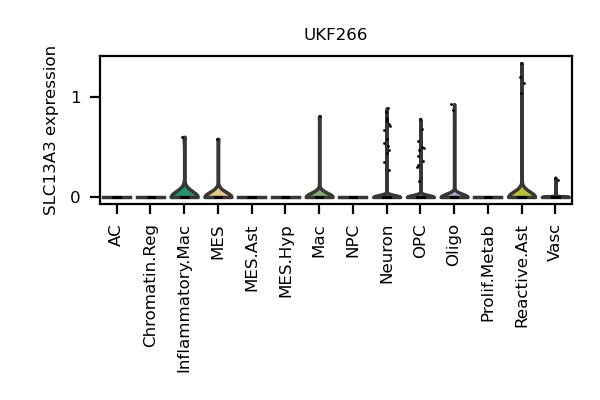 UKF266
SLC13A3 expression
1
0
AC
Chromatin.Reg
Inflammatory.Mac
MES
MES.Ast
MES.Hyp
Mac
NPC
Neuron
OPC
Oligo
Prolif.Metab
Reactive.Ast
Vasc